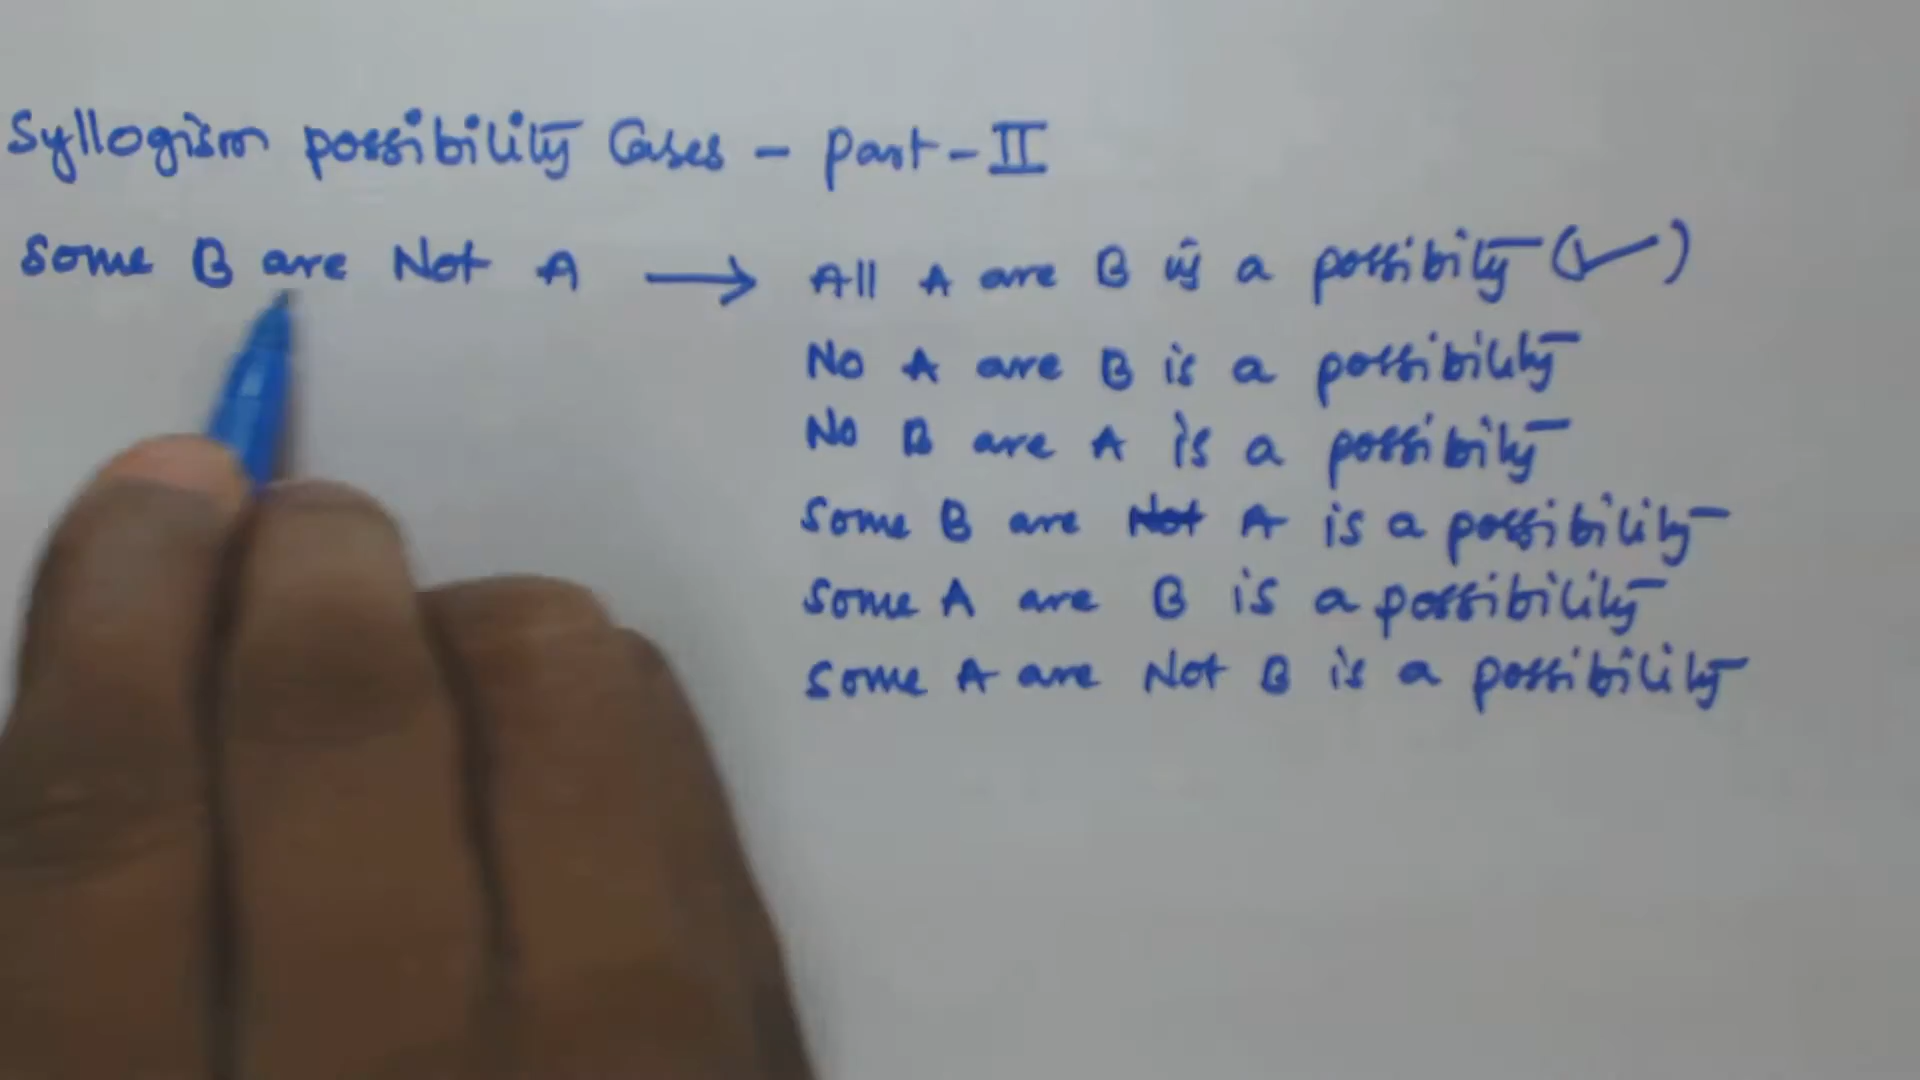 Syllogism possibility Cases - part-II
Some B are Not A → All A are B is a possibility (✓)
No A are B is a possibility
No B are A is a possibility
Some B are Not A is a possibility
Some A are B is a possibility
Some A are Not B is a possibility